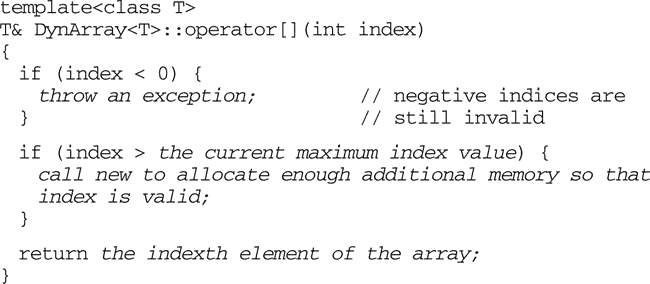 template<class T>
T& DynArray<T>::operator[](int index)
{
if (index < 0) {
throw an exception; // negative indices are
} // still invalid
if (index > the current maximum index value) {
call new to allocate enough additional memory so that
index is valid;
}
return the indexth element of the array;
}